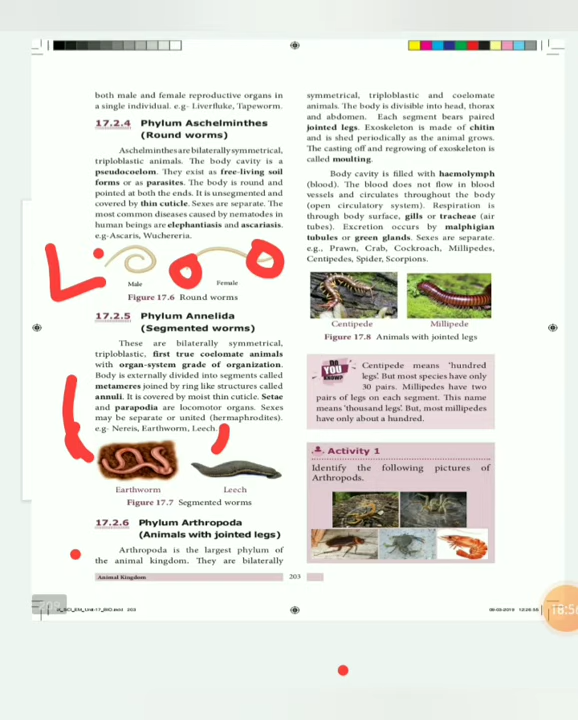 both male and female reproductive organs in
a single individual. e.g- Liverfluke, Tapeworm.
17.2.4 Phylum Aschelminthes
(Round worms)
Aschelminthes are bilaterally symmetrical,
triploblastic animals. The body cavity is a
pseudocoelom. They exist as free-living soil
forms or as parasites. The body is round and
pointed at both the ends. It is unsegmented and
covered by thin cuticle. Sexes are separate. The
most common diseases caused by nematodes in
human beings are elephantiasis and ascariasis.
e.g-Ascaris, Wuchereria.
Male
Female
Figure 17.6 Round worms
17.2.5 Phylum Annelida
(Segmented worms)
These are bilaterally symmetrical,
triploblastic, first true coelomate animals
with organ-system grade of organization.
Body is externally divided into segments called
metameres joined by ring like structures called
annuli. It is covered by moist thin cuticle. Setae
and parapodia are locomotor organs. Sexes
may be separate or united (hermaphrodites).
e.g- Nereis, Earthworm, Leech.
Earthworm
Leech
Figure 17.7 Segmented worms
17.2.6 Phylum Arthropoda
(Animals with jointed legs)
Arthropoda is the largest phylum of
the animal kingdom. They are bilaterally
symmetrical, triploblastic and coelomate
animals. The body is divisible into head, thorax
and abdomen. Each segment bears paired
jointed legs. Exoskeleton is made of chitin
and is shed periodically as the animal grows.
The casting off and regrowing of exoskeleton is
called moulting.
Body cavity is filled with haemolymph
(blood). The blood does not flow in blood
vessels and circulates throughout the body
(open circulatory system). Respiration is
through body surface, gills or tracheae (air
tubes). Excretion occurs by malphigian
tubules or green glands. Sexes are separate.
e.g., Prawn, Crab, Cockroach, Millipedes,
Centipedes, Spider, Scorpions.
Centipede
Millipede
Figure 17.8 Animals with jointed legs
DO
YOU
KNOW?
Centipede means 'hundred
legs'. But most species have only
30 pairs. Millipedes have two
pairs of legs on each segment. This name
means 'thousand legs'. But, most millipedes
have only about a hundred.
Activity 1
Identify the following pictures of
Arthropods.
Animal Kingdom
203